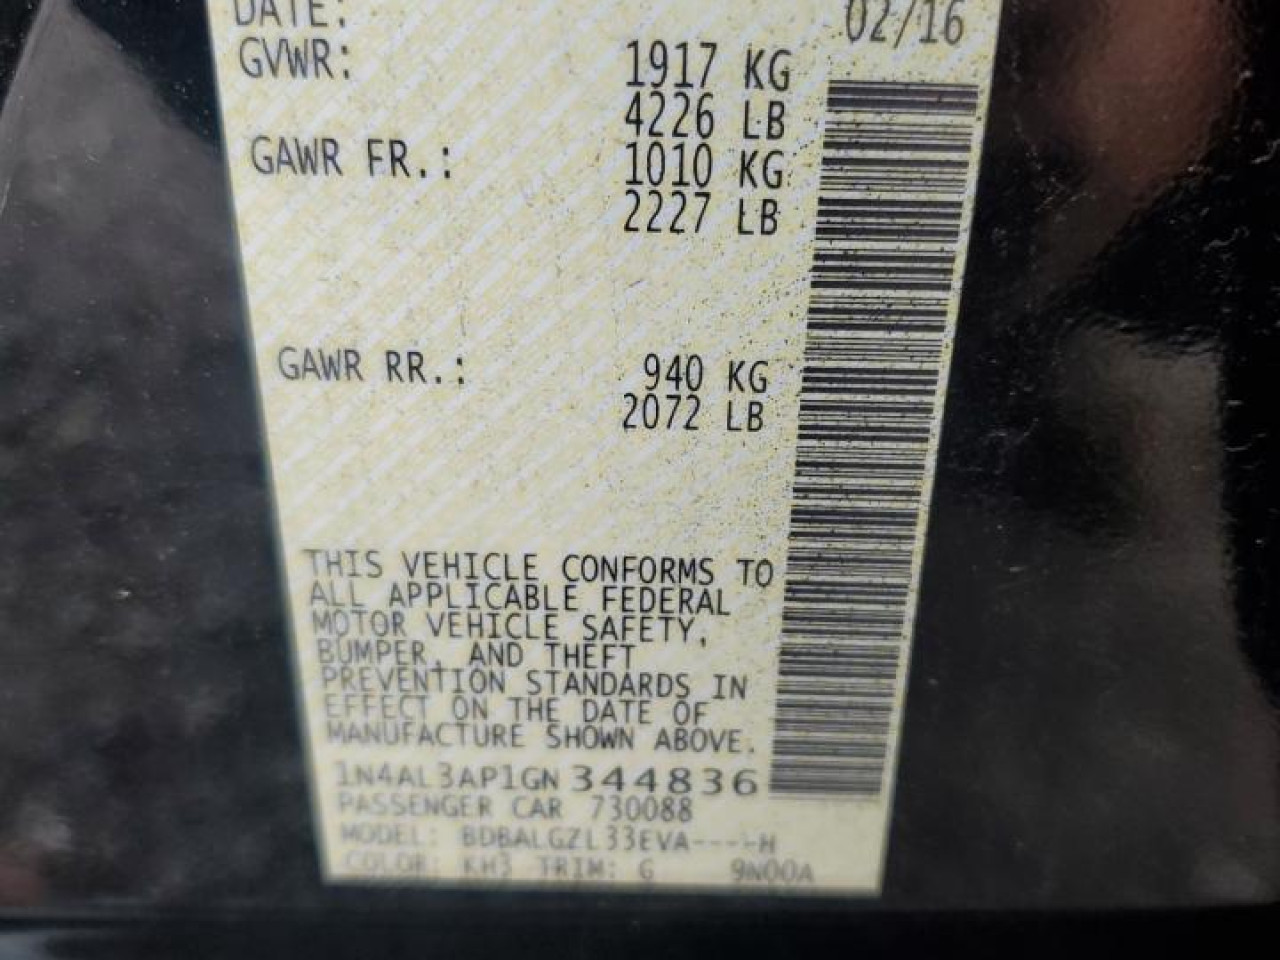 DATE: 02/16
GVWR: 1917 KG
4226 LB
GAWR FR.: 1010 KG
2227 LB
GAWR RR.: 940 KG
2072 LB
THIS VEHICLE CONFORMS TO
ALL APPLICABLE FEDERAL
MOTOR VEHICLE SAFETY,
BUMPER, AND THEFT
PREVENTION STANDARDS IN
EFFECT ON THE DATE OF
MANUFACTURE SHOWN ABOVE.
1N4AL3AP1GN344836
PASSENGER CAR 730088
MODEL: BDBALGZL33EVA----H
COLOR: KH3 TRIM: G 9N00A